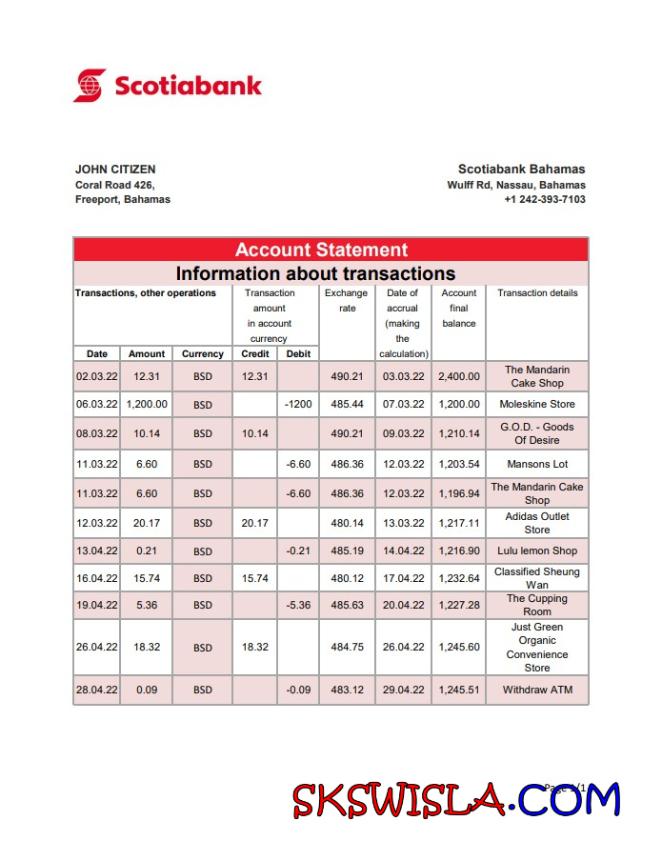 Scotiabank
JOHN CITIZEN
Coral Road 426,
Freeport, Bahamas
Scotiabank Bahamas
Wulff Rd, Nassau, Bahamas
+1 242-393-7103
Account Statement
Information about transactions
Transactions, other operations
Transaction
amount
in account
currency
Exchange
rate
Date of
accrual
(making
the
calculation)
Account
final
balance
Transaction details
Date Amount Currency Credit Debit
02.03.22 12.31 BSD 12.31 490.21 03.03.22 2,400.00 The Mandarin
Cake Shop
06.03.22 1,200.00 BSD -1200 485.44 07.03.22 1,200.00 Moleskine Store
08.03.22 10.14 BSD 10.14 490.21 09.03.22 1,210.14 G.O.D. - Goods
Of Desire
11.03.22 6.60 BSD -6.60 486.36 12.03.22 1,203.54 Mansons Lot
11.03.22 6.60 BSD -6.60 486.36 12.03.22 1,196.94 The Mandarin Cake
Shop
12.03.22 20.17 BSD 20.17 480.14 13.03.22 1,217.11 Adidas Outlet
Store
13.04.22 0.21 BSD -0.21 485.19 14.04.22 1,216.90 Lulu lemon Shop
16.04.22 15.74 BSD 15.74 480.12 17.04.22 1,232.64 Classified Sheung
Wan
19.04.22 5.36 BSD -5.36 485.63 20.04.22 1,227.28 The Cupping
Room
26.04.22 18.32 BSD 18.32 484.75 26.04.22 1,245.60 Just Green
Organic
Convenience
Store
28.04.22 0.09 BSD -0.09 483.12 29.04.22 1,245.51 Withdraw ATM
Page 1/1
SKSWISLA.COM